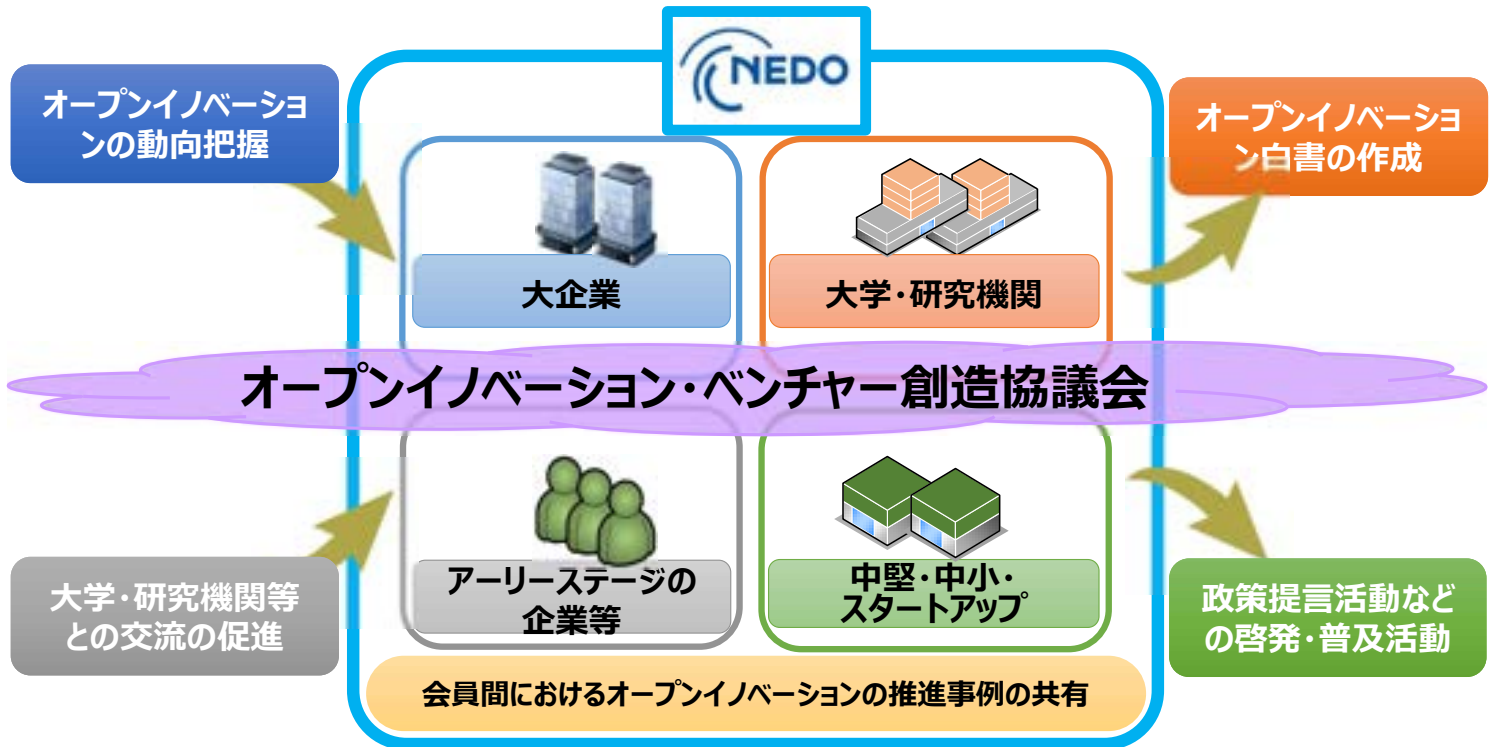 NEDO
オープンイノベーショ
ンの動向把握
オープンイノベーショ
ン白書の作成
大企業
大学・研究機関
オープンイノベーション・ベンチャー創造協議会
アーリーステージの
企業等
中堅・中小・
スタートアップ
大学・研究機関等
との交流の促進
政策提言活動など
の啓発・普及活動
会員間におけるオープンイノベーションの推進事例の共有